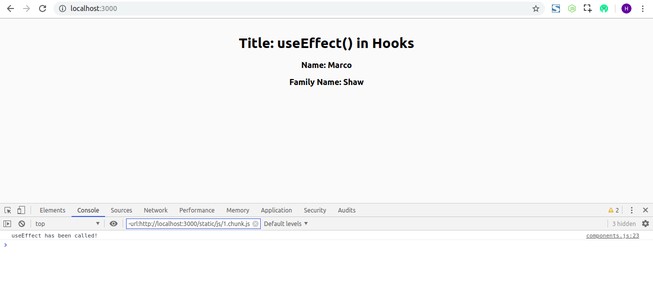 localhost:3000
H
Title: useEffect() in Hooks
Name: Marco
Family Name: Shaw
Elements Console Sources Network Performance Memory Application Security Audits 2
top -url:http://localhost:3000/static/js/1.chunk.js Default levels 3 hidden
useEffect has been called! components.js:23